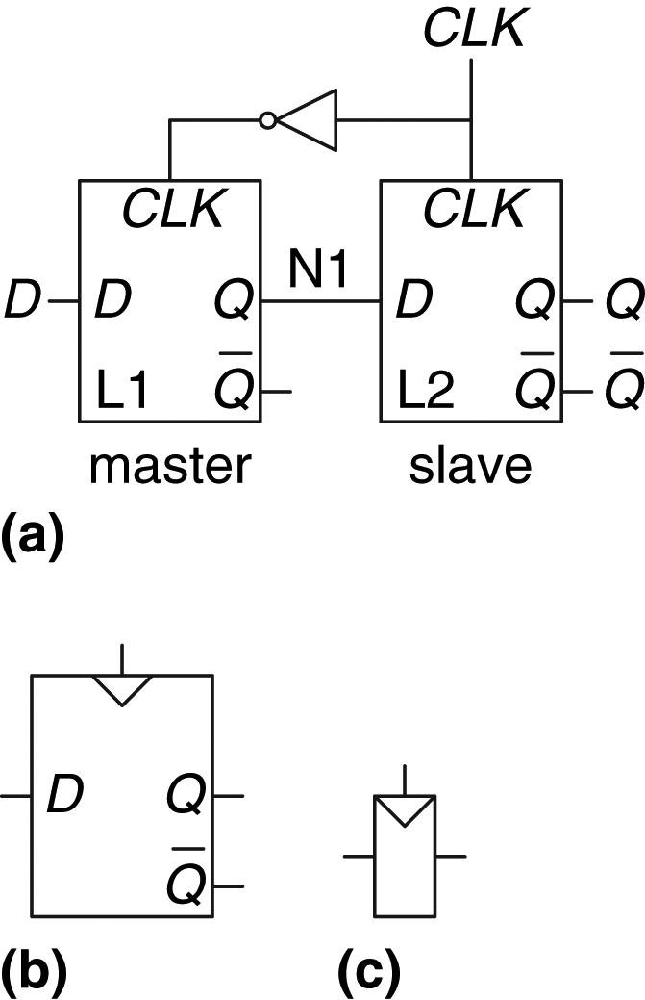 CLK
CLK CLK
D D Q N1 D Q Q
L1 Q̅ L2 Q̅ Q̅
master slave
(a)
D Q
Q̅
(b) (c)